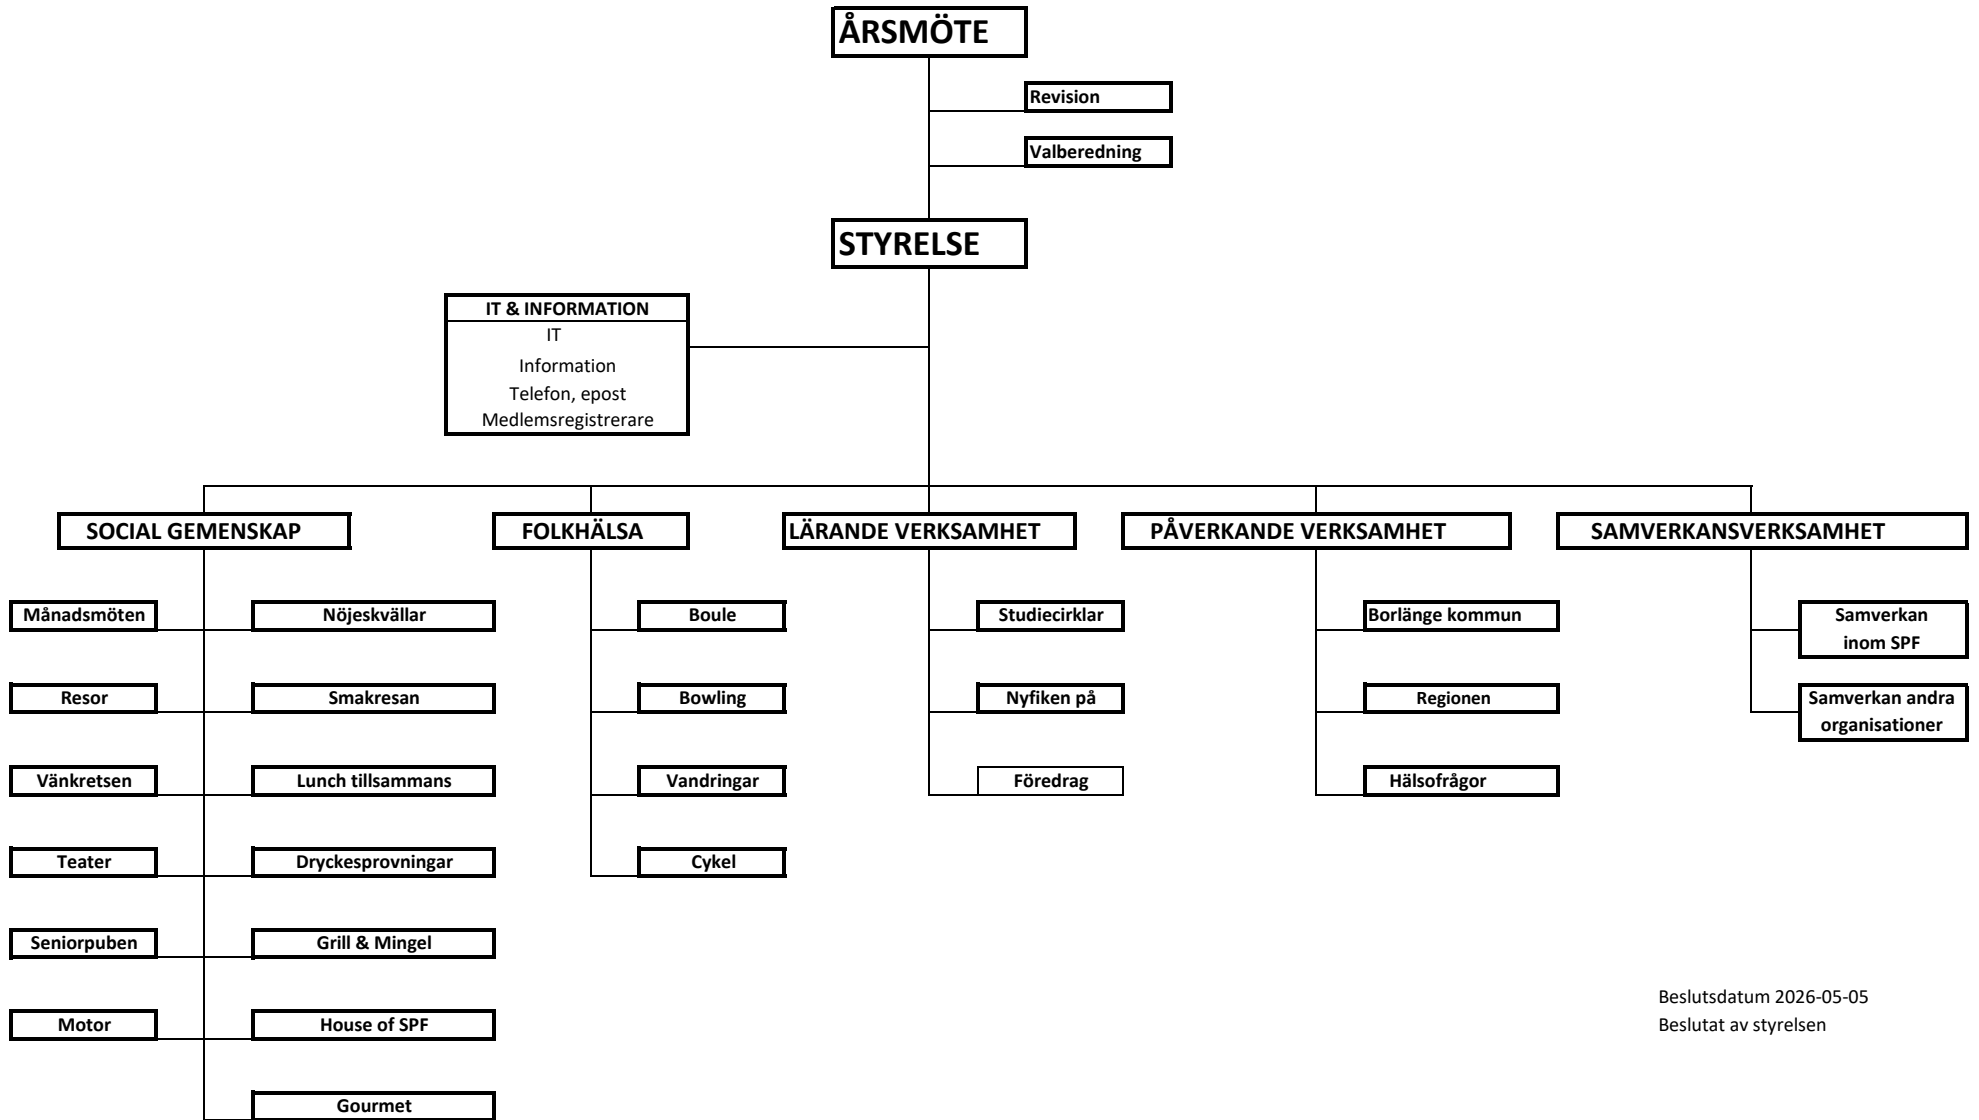 ÅRSMÖTE
Revision
Valberedning
STYRELSE
IT & INFORMATION
IT
Information
Telefon, epost
Medlemsregistrerare
SOCIAL GEMENSKAP
FOLKHÄLSA
LÄRANDE VERKSAMHET
PÅVERKANDE VERKSAMHET
SAMVERKANSVERKSAMHET
Månadsmöten
Nöjeskvällar
Boule
Studiecirklar
Borlänge kommun
Samverkan
inom SPF
Resor
Smakresan
Bowling
Nyfiken på
Regionen
Samverkan andra
organisationer
Vänkretsen
Lunch tillsammans
Vandringar
Föredrag
Hälsofrågor
Teater
Dryckesprovningar
Cykel
Seniorpuben
Grill & Mingel
Motor
House of SPF
Gourmet
Beslutsdatum 2026-05-05
Beslutat av styrelsen